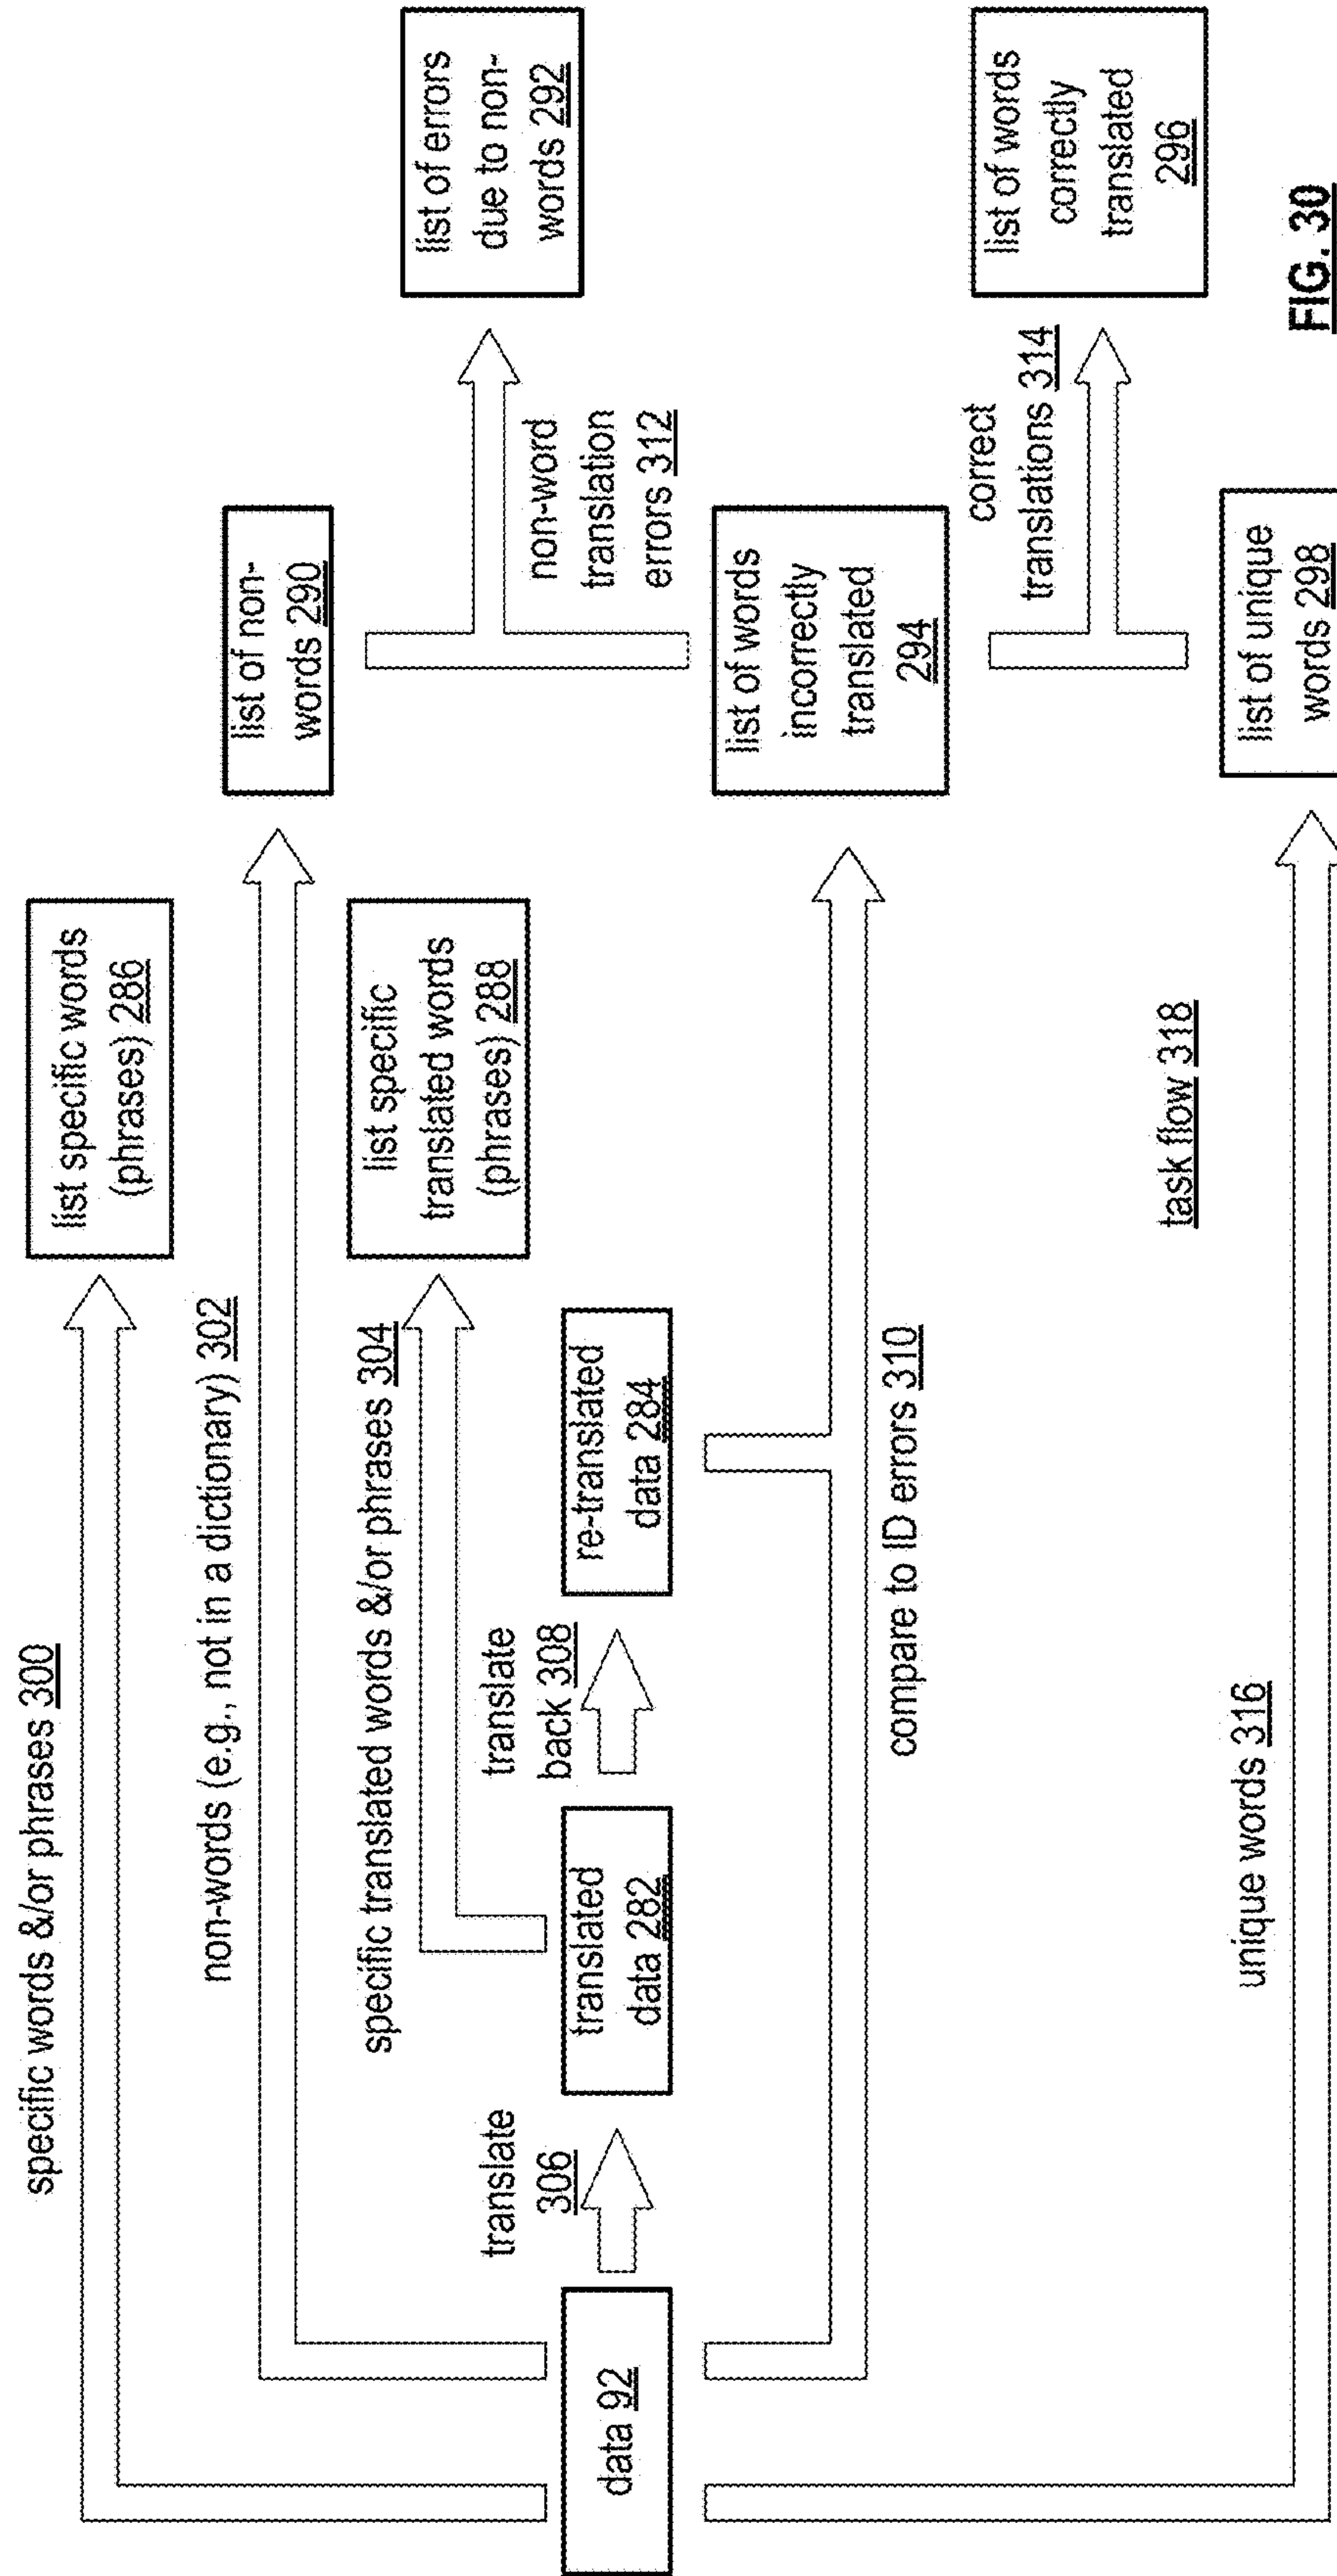 specific words &/or phrases 300
list specific words
(phrases) 286
non-words (e.g., not in a dictionary) 302
list of non-
words 290
specific translated words &/or phrases 304
list specific
translated words
(phrases) 288
list of errors
due to non-
words 292
non-word
translation
errors 312
translate
306
translate
back 308
data 92
translated
data 282
re-translated
data 284
list of words
incorrectly
translated
294
compare to ID errors 310
correct
translations 314
list of words
correctly
translated
296
task flow 318
unique words 316
list of unique
words 298
FIG. 30